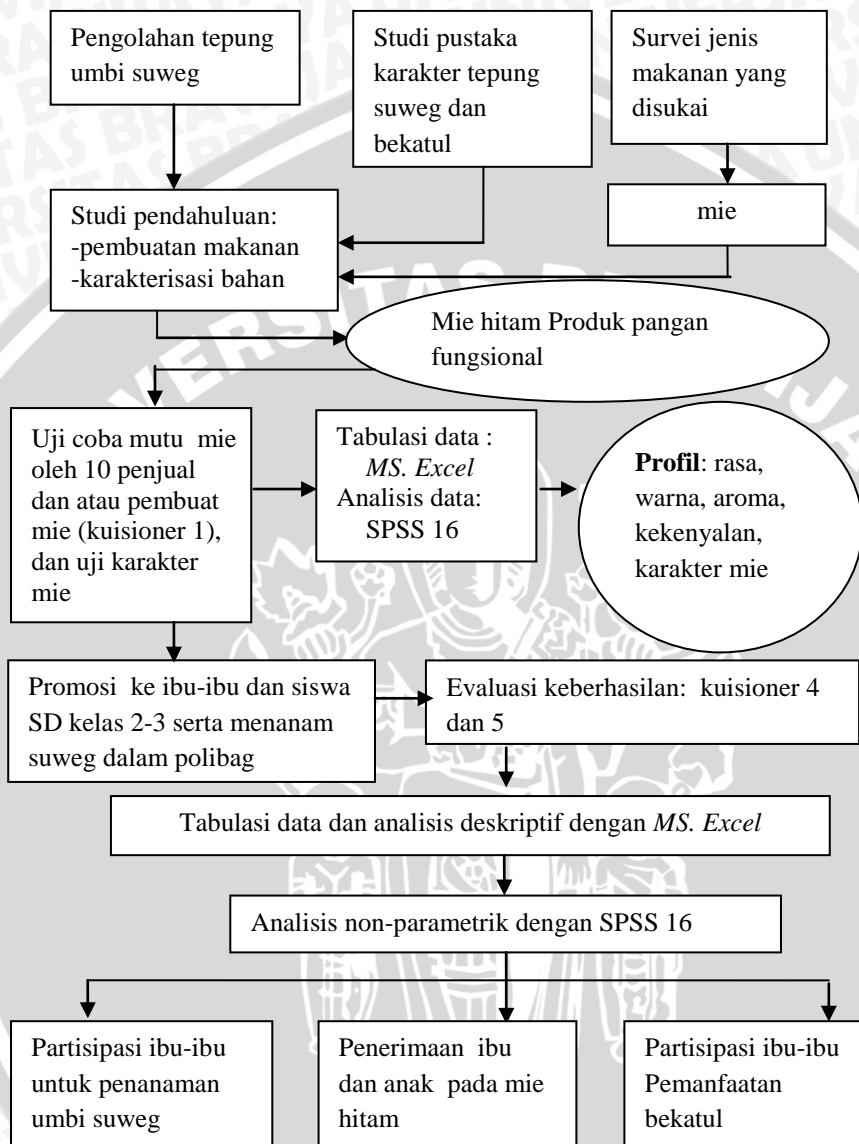 Pengolahan tepung
umbi suweg
Studi pustaka
karakter tepung
suweg dan
bekatul
Survei jenis
makanan yang
disukai
mie
Studi pendahuluan:
-pembuatan makanan
-karakterisasi bahan
Mie hitam Produk pangan
fungsional
Uji coba mutu mie
oleh 10 penjual
dan atau pembuat
mie (kuisioner 1),
dan uji karakter
mie
Tabulasi data :
MS. Excel
Analisis data:
SPSS 16
Profil: rasa,
warna, aroma,
kekenyalan,
karakter mie
Promosi ke ibu-ibu dan siswa
SD kelas 2-3 serta menanam
suweg dalam polibag
Evaluasi keberhasilan: kuisioner 4
dan 5
Tabulasi data dan analisis deskriptif dengan MS. Excel
Analisis non-parametrik dengan SPSS 16
Partisipasi ibu-ibu
untuk penanaman
umbi suweg
Penerimaan ibu
dan anak pada mie
hitam
Partisipasi ibu-ibu
Pemanfaatan
bekatul